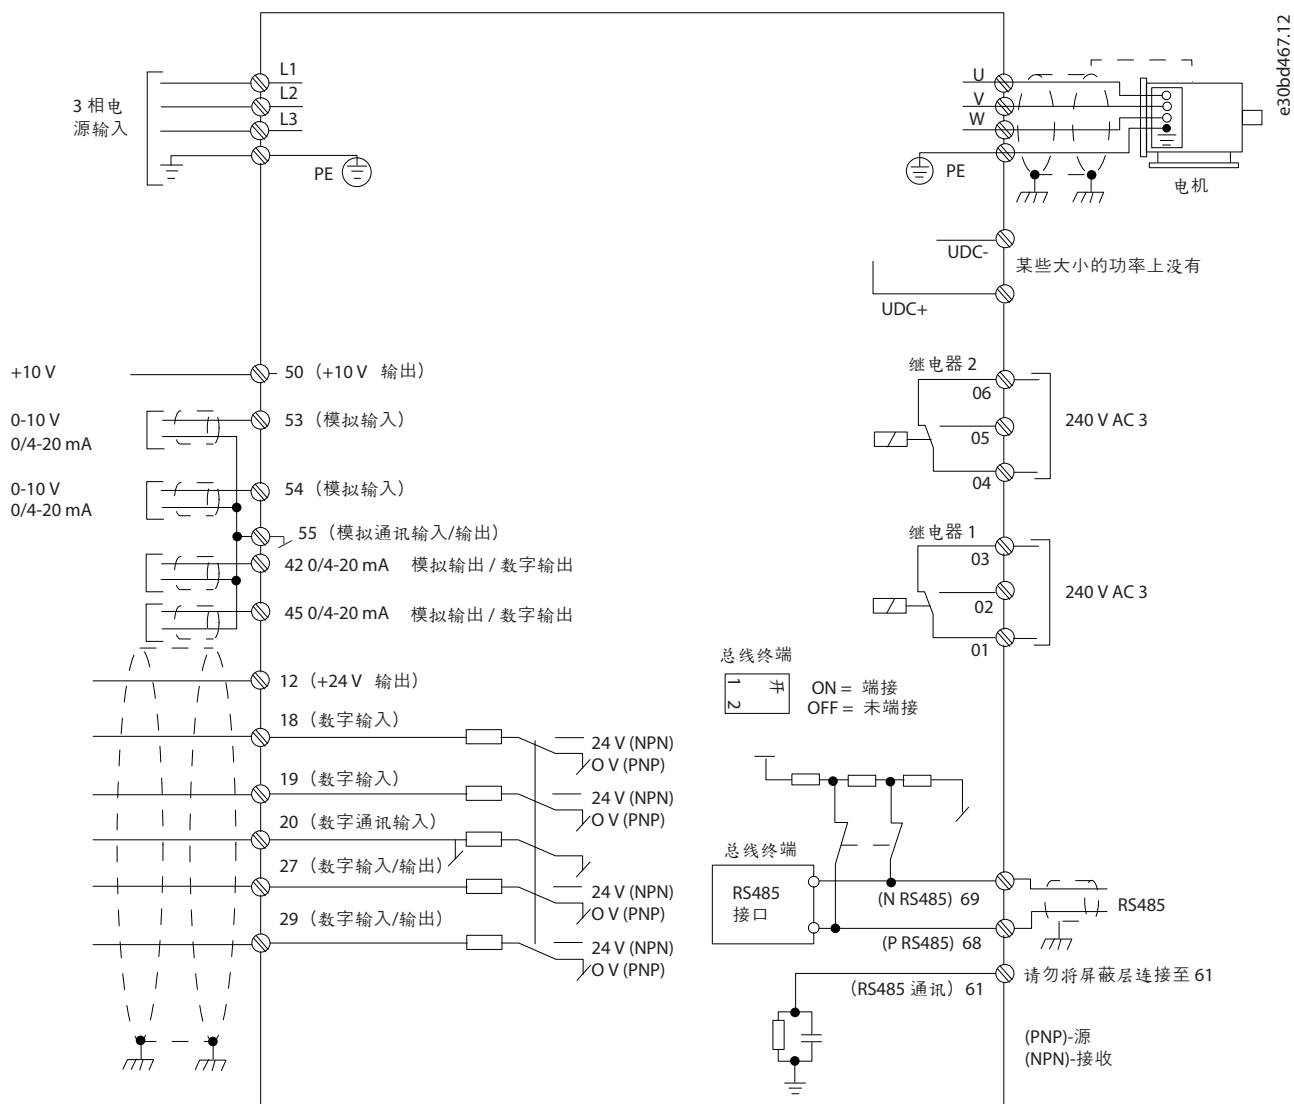 e30bd467.12
3 相电
源输入
L1
L2
L3
PE
U
V
W
PE
电机
UDC-
某些大小的功率上没有
UDC+
+10 V
50（+10 V 输出）
0-10 V
0/4-20 mA
53（模拟输入）
0-10 V
0/4-20 mA
54（模拟输入）
55（模拟通讯输入/输出）
42 0/4-20 mA 模拟输出 / 数字输出
45 0/4-20 mA 模拟输出 / 数字输出
12（+24 V 输出）
18（数字输入）
24 V (NPN)
O V (PNP)
19（数字输入）
24 V (NPN)
O V (PNP)
20（数字通讯输入）
27（数字输入/输出）
24 V (NPN)
O V (PNP)
29（数字输入/输出）
24 V (NPN)
O V (PNP)
继电器 2
06
05
04
240 V AC 3
继电器 1
03
02
01
240 V AC 3
总线终端
1
2
开
ON = 端接
OFF = 未端接
总线终端
RS485
接口
(N RS485) 69
(P RS485) 68
RS485
(RS485 通讯）61
请勿将屏蔽层连接至 61
(PNP)-源
(NPN)-接收